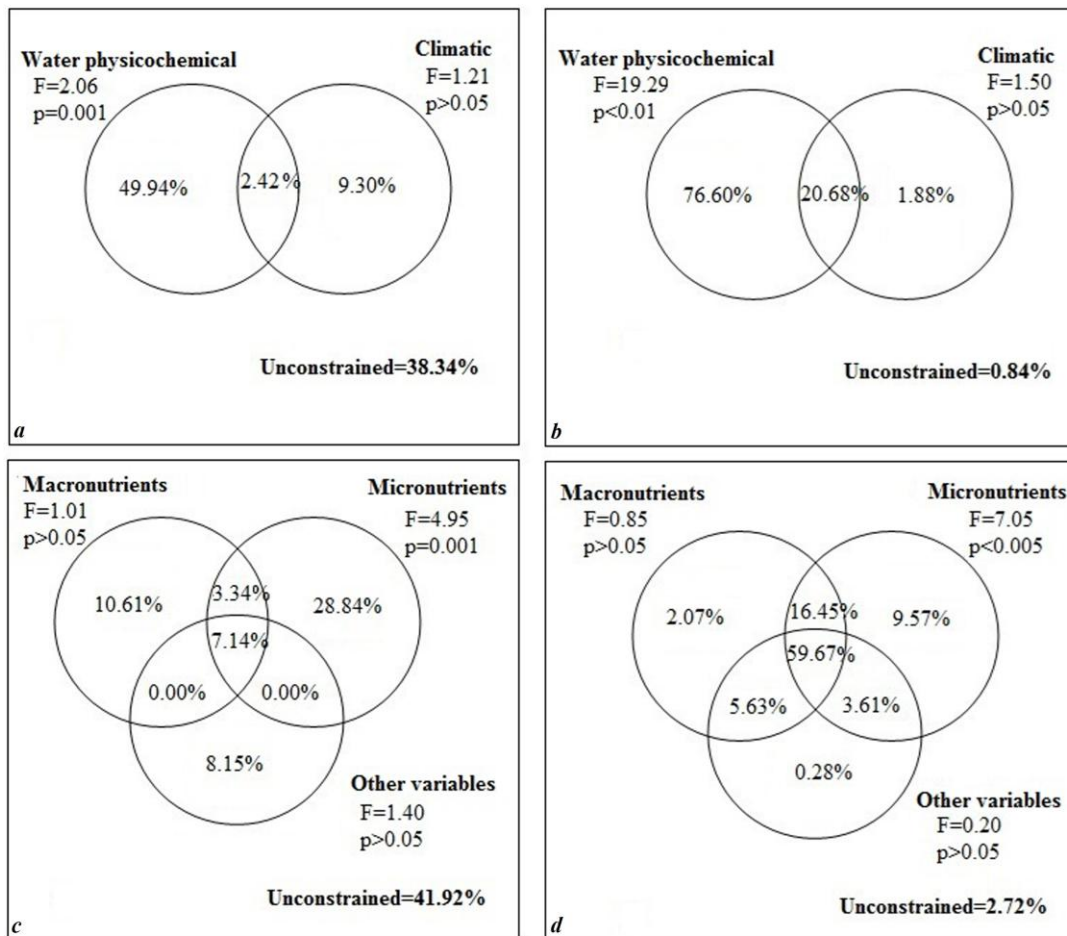 Water physicochemical
F=2.06
p=0.001
Climatic
F=1.21
p>0.05
49.94%
2.42%
9.30%
Unconstrained=38.34%
a
Water physicochemical
F=19.29
p<0.01
Climatic
F=1.50
p>0.05
76.60%
20.68%
1.88%
Unconstrained=0.84%
b
Macronutrients
F=1.01
p>0.05
Micronutrients
F=4.95
p=0.001
10.61%
3.34%
28.84%
7.14%
0.00%
0.00%
8.15%
Other variables
F=1.40
p>0.05
Unconstrained=41.92%
c
Macronutrients
F=0.85
p>0.05
Micronutrients
F=7.05
p<0.005
2.07%
16.45%
9.57%
59.67%
5.63%
3.61%
0.28%
Other variables
F=0.20
p>0.05
Unconstrained=2.72%
d